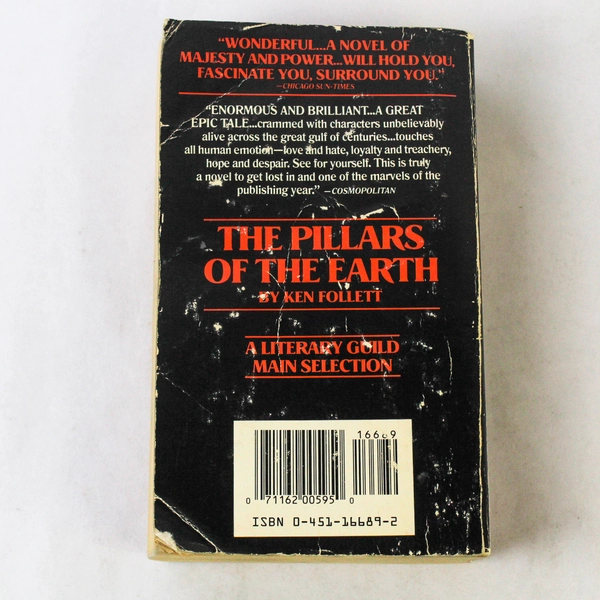 “WONDERFUL...A NOVEL OF
MAJESTY AND POWER...WILL HOLD YOU,
FASCINATE YOU, SURROUND YOU.”
—CHICAGO SUN-TIMES
“ENORMOUS AND BRILLIANT...A GREAT
EPIC TALE...crammed with characters unbelievably
alive across the great gulf of centuries...touches
all human emotion—love and hate, loyalty and treachery,
hope and despair. See for yourself. This is truly
a novel to get lost in and one of the marvels of the
publishing year.” —COSMOPOLITAN
THE PILLARS
OF THE EARTH
BY KEN FOLLETT
A LITERARY GUILD
MAIN SELECTION
16689
0 71162 00595 0
ISBN 0-451-16689-2